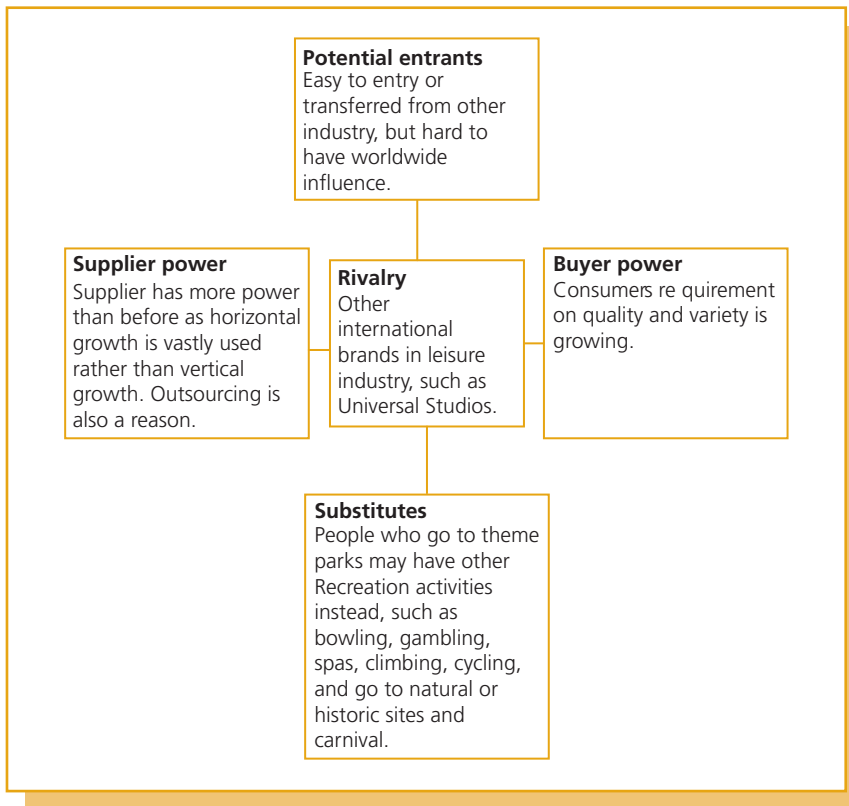 Potential entrants
Easy to entry or
transferred from other
industry, but hard to
have worldwide
influence.
Supplier power
Supplier has more power
than before as horizontal
growth is vastly used
rather than vertical
growth. Outsourcing is
also a reason.
Rivalry
Other
international
brands in leisure
industry, such as
Universal Studios.
Buyer power
Consumers re quirement
on quality and variety is
growing.
Substitutes
People who go to theme
parks may have other
Recreation activities
instead, such as
bowling, gambling,
spas, climbing, cycling,
and go to natural or
historic sites and
carnival.